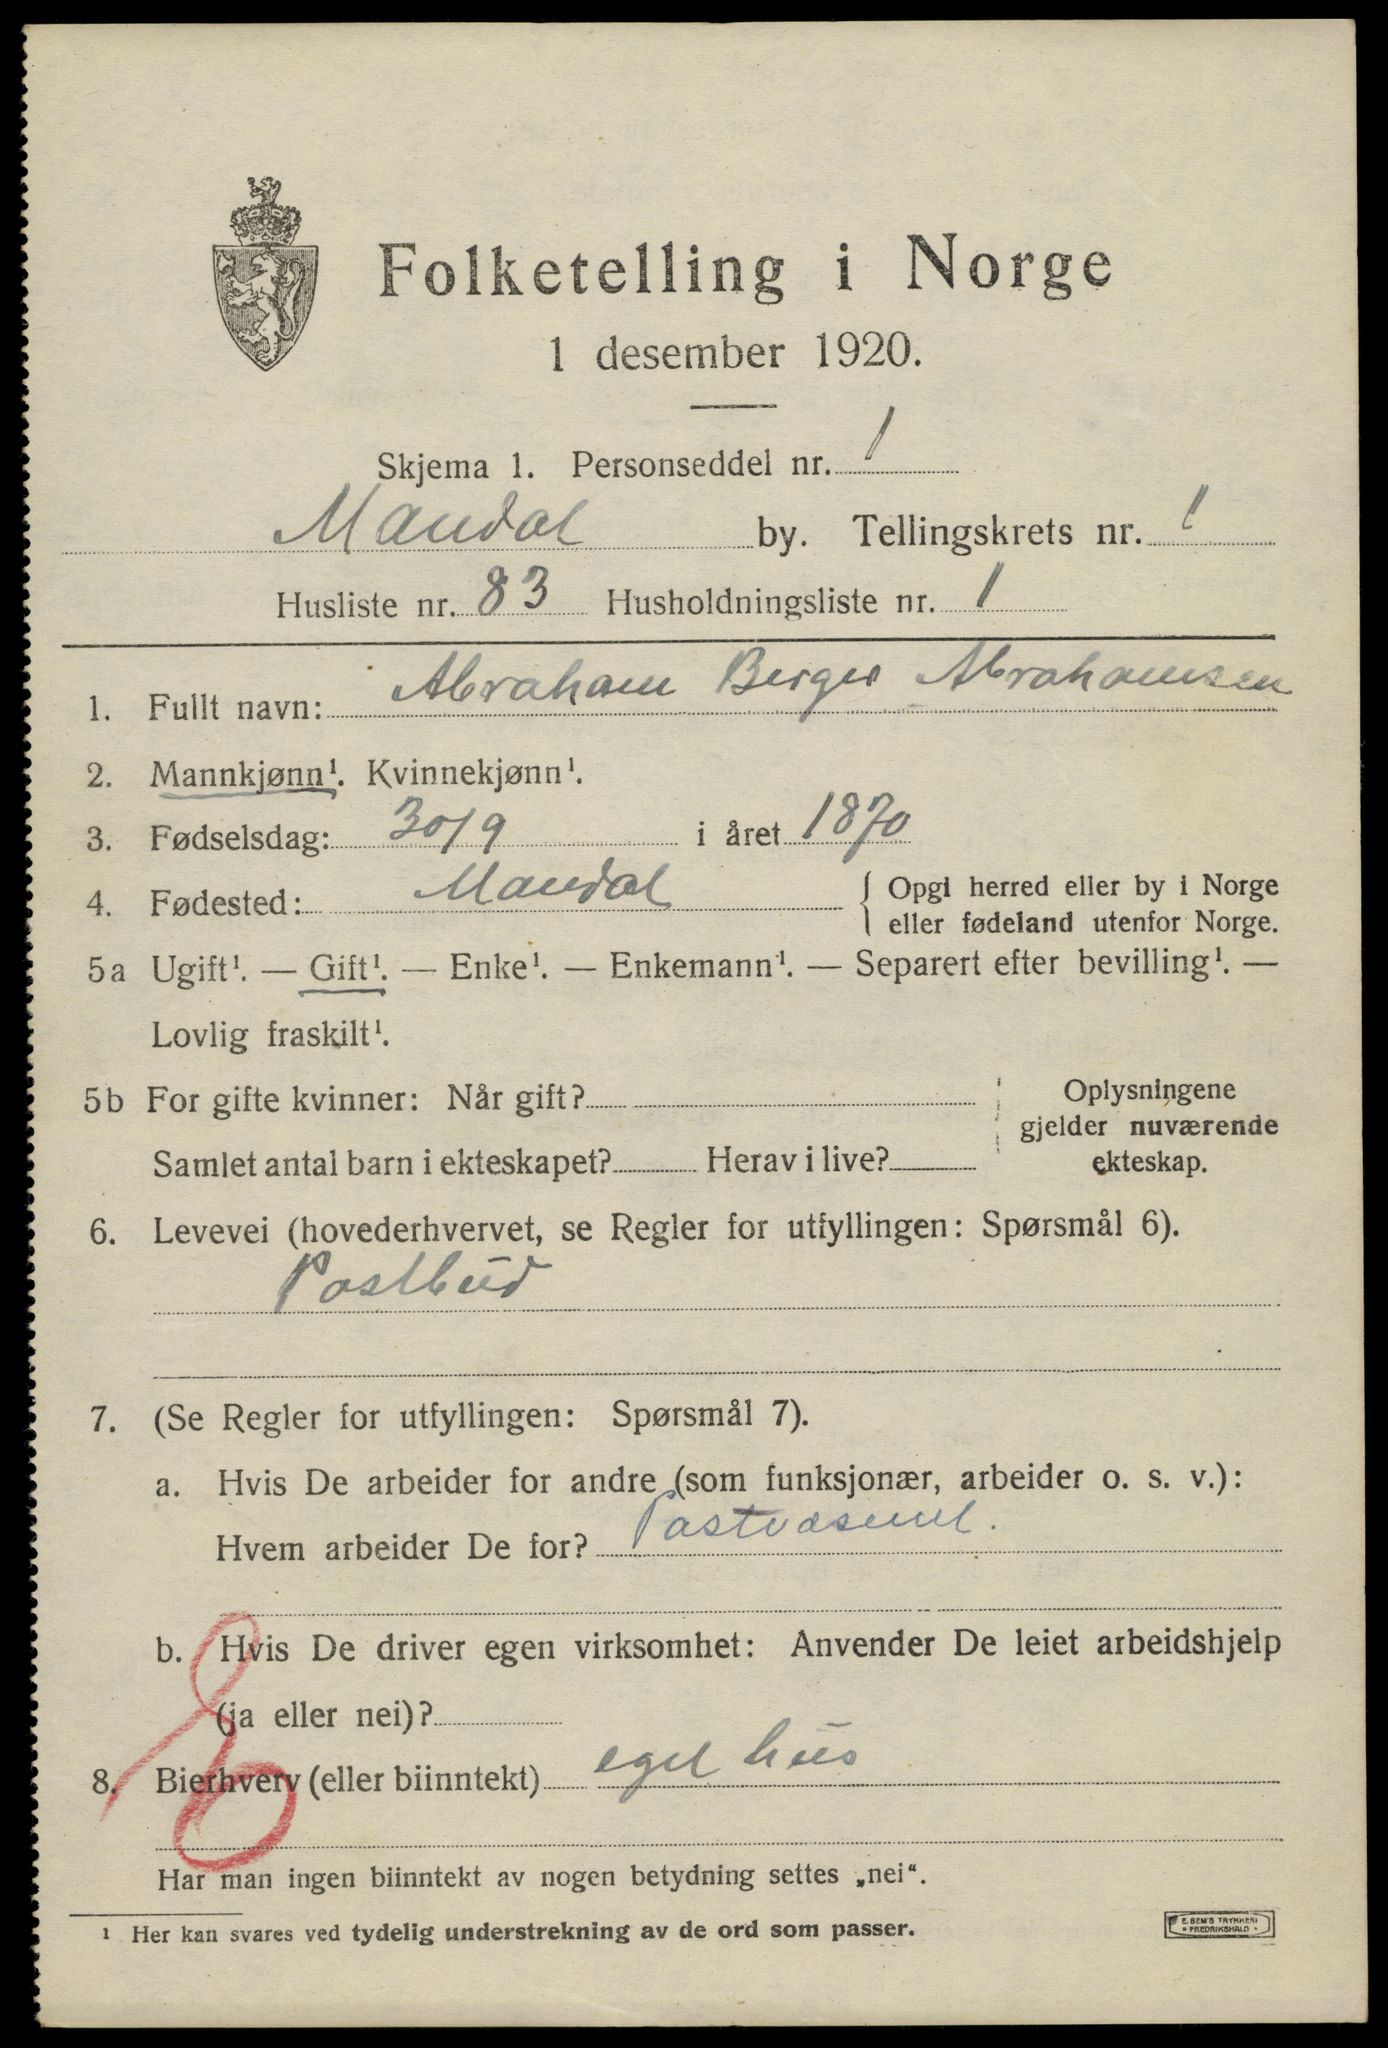 Folketelling i Norge
1 desember 1920.
Skjema 1. Personseddel nr. 1
Mandal by. Tellingskrets nr. 1
Husliste nr. 83 Husholdningsliste nr. 1
1. Fullt navn: Abraham Berger Abrahamsen
2. Mannkjønn¹. Kvinnekjønn¹.
3. Fødselsdag: 30/9 i året 1870
4. Fødested: Mandal { Opgi herred eller by i Norge
eller fødeland utenfor Norge.
5a Ugift¹. — Gift¹. — Enke¹. — Enkemann¹. — Separert efter bevilling¹. —
Lovlig fraskilt¹.
5b For gifte kvinner: Når gift?
Samlet antal barn i ekteskapet? Herav i live?
Oplysningene
gjelder nuværende
ekteskap.
6. Levevei (hovederhvervet, se Regler for utfyllingen: Spørsmål 6).
Postbud
7. (Se Regler for utfyllingen: Spørsmål 7).
a. Hvis De arbeider for andre (som funksjonær, arbeider o. s. v.):
Hvem arbeider De for? Postvæsenet.
b. Hvis De driver egen virksomhet: Anvender De leiet arbeidshjelp
(ja eller nei)?
8. Bierhverv (eller biinntekt) eget hus
Har man ingen biinntekt av nogen betydning settes „nei“.
¹ Her kan svares ved tydelig understrekning av de ord som passer.
E. SEM'S TRYKKERI
• FREDRIKSHALD •